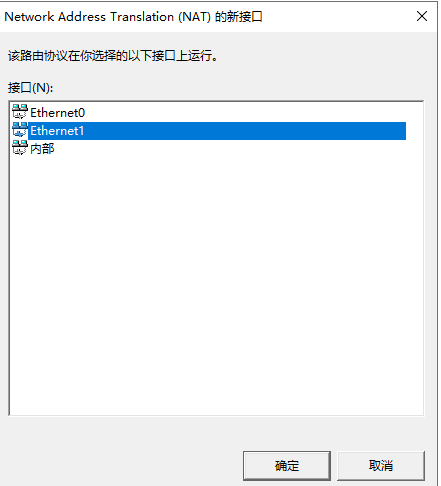 Network Address Translation (NAT) 的新接口
该路由协议在你选择的以下接口上运行。
接口(N):
Ethernet0
Ethernet1
内部
确定
取消